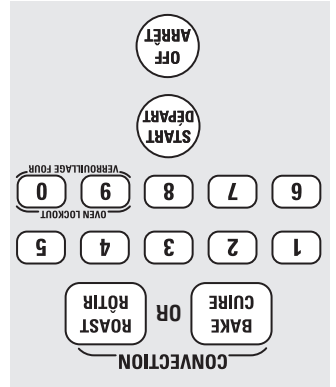 CONVECTION
BAKE
CUIRE
OR
ROAST
RÔTIR
1 2 3 4 5
OVEN LOCKOUT
6 7 8 9 0
VERROUILLAGE FOUR
START
DÉPART
OFF
ARRÊT